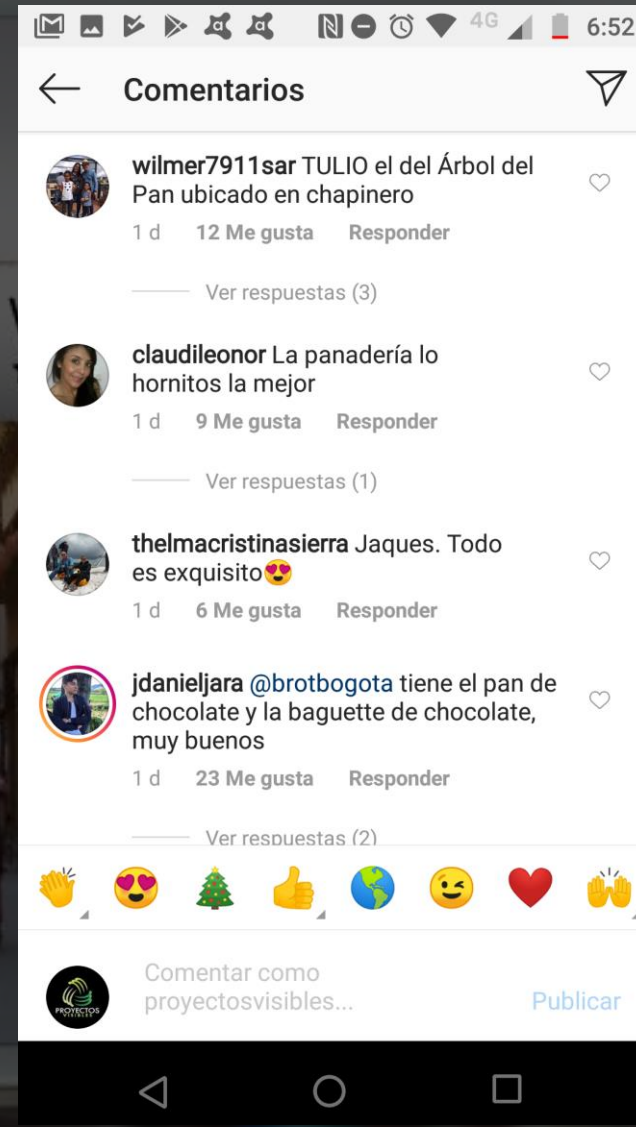 4G 6:52
Comentarios
wilmer7911sar TULIO el del Árbol del
Pan ubicado en chapinero
1 d 12 Me gusta Responder
Ver respuestas (3)
claudileonor La panadería lo
hornitos la mejor
1 d 9 Me gusta Responder
Ver respuestas (1)
thelmacristinasierra Jaques. Todo
es exquisito😍
1 d 6 Me gusta Responder
jdanieljara @brotbogota tiene el pan de
chocolate y la baguette de chocolate,
muy buenos
1 d 23 Me gusta Responder
Ver respuestas (2)
Comentar como
proyectosvisibles...
Publicar
PROYECTOS
VISIBLES